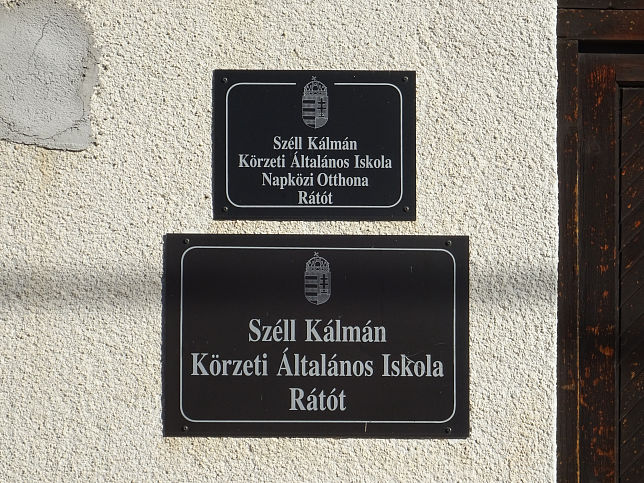 Széll Kálmán
Körzeti Általános Iskola
Napközi Otthona
Rátót
Széll Kálmán
Körzeti Általános Iskola
Rátót